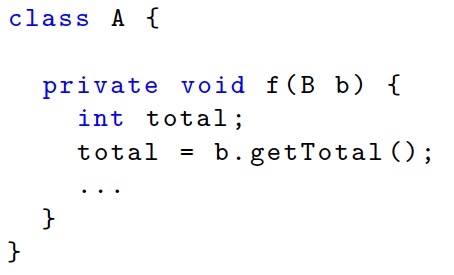 class A {
private void f(B b) {
int total;
total = b.getTotal();
...
}
}